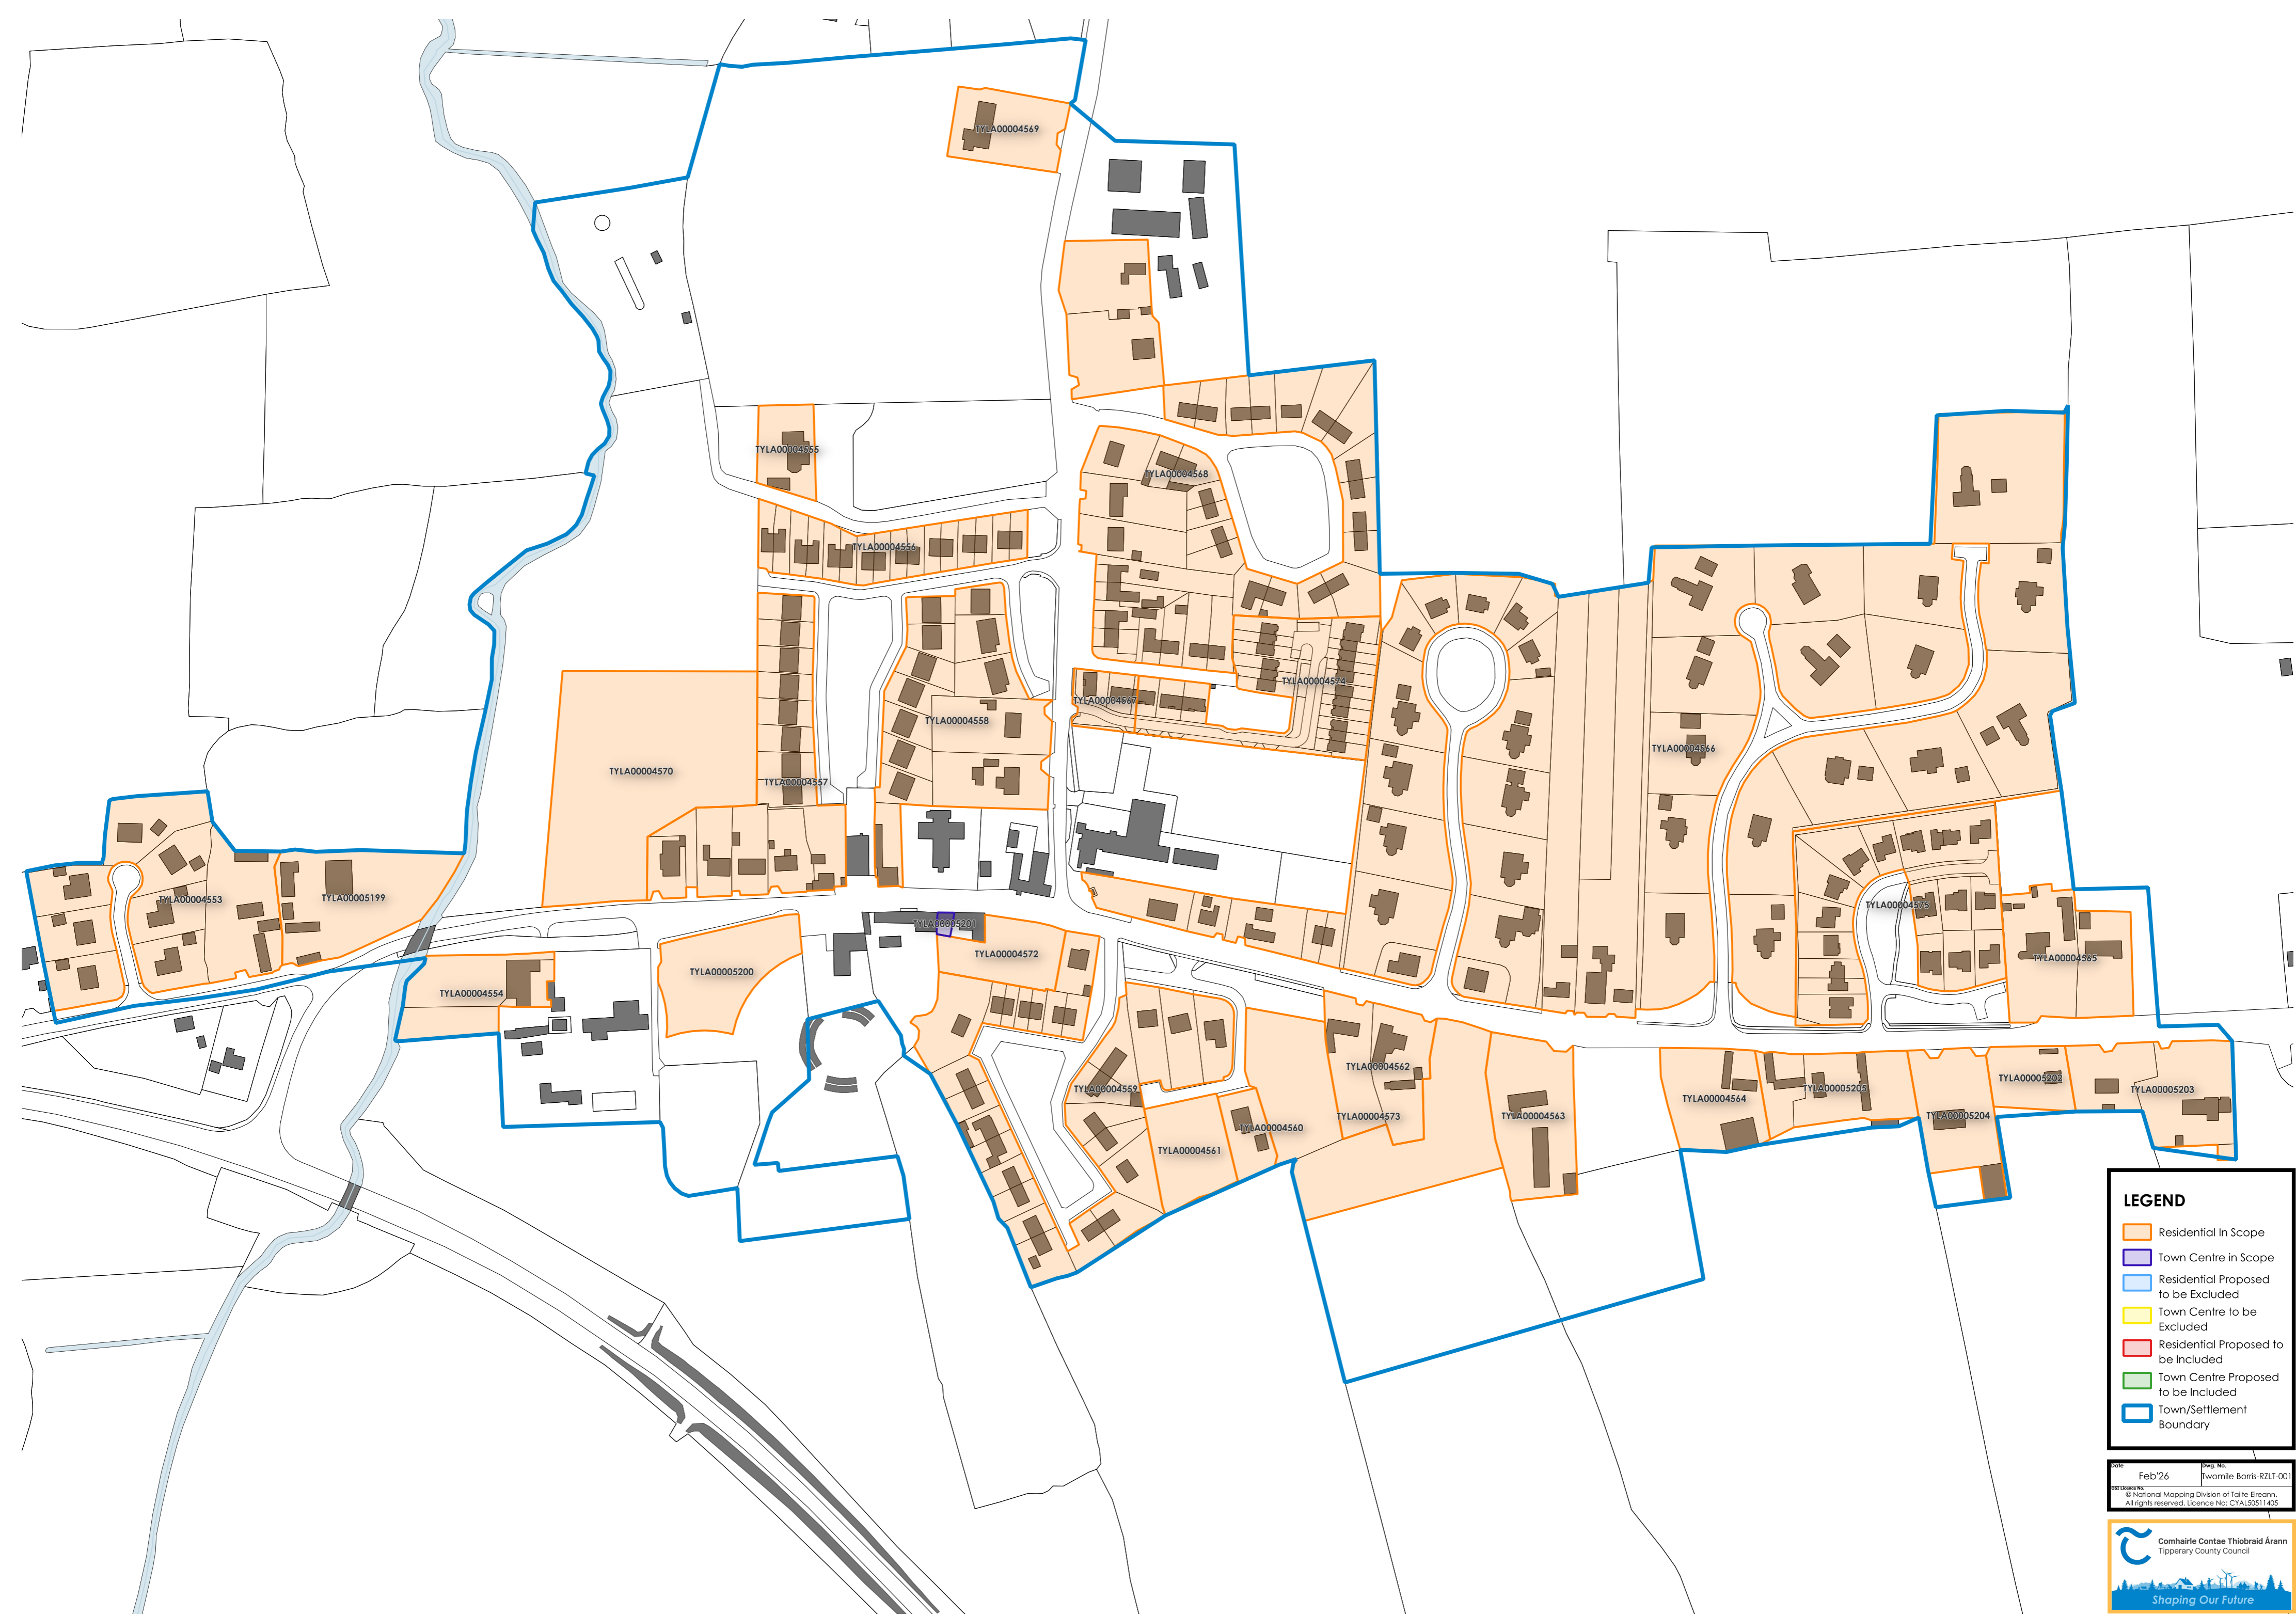 TYLA00004569
TYLA00004555
TYLA00004568
TYLA00004556
TYLA00004574
TYLA00004567
TYLA00004558
TYLA00004566
TYLA00004570
TYLA00004557
TYLA00005199
TYLA00004553
TYLA00004575
TYLA00005201
TYLA00004572
TYLA00004565
TYLA00005200
TYLA00004554
TYLA00004562
TYLA00005202
TYLA00004559
TYLA00005205
TYLA00005203
TYLA00004564
TYLA00004573
TYLA00004563
TYLA00005204
TYLA00004560
TYLA00004561
LEGEND
Residential In Scope
Town Centre in Scope
Residential Proposed
to be Excluded
Town Centre to be
Excluded
Residential Proposed to
be Included
Town Centre Proposed
to be Included
Town/Settlement
Boundary
Date
Dwg. No.
Feb'26
Twomile Borris-RZLT-001
OSI Licence No.
© National Mapping Division of Tailte Eireann.
All rights reserved. Licence No: CYAL50511405
Comhairle Contae Thiobraid Árann
Tipperary County Council
Shaping Our Future